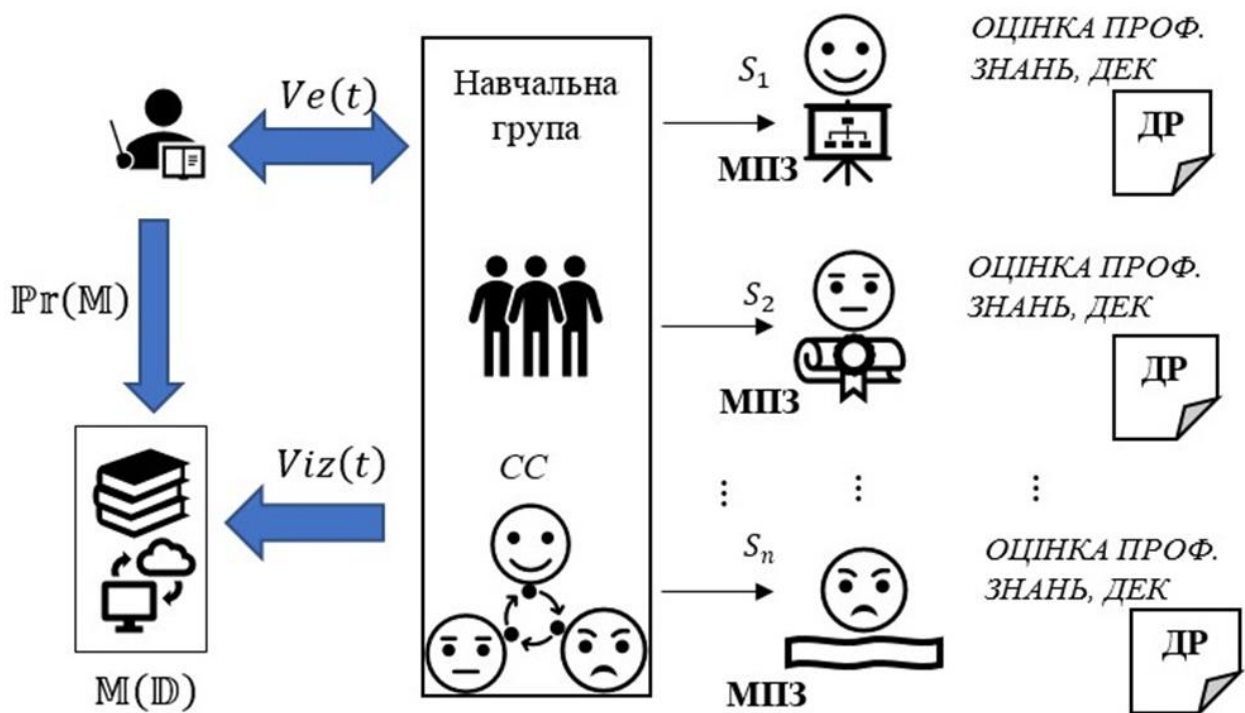 Ve(t)
ℙr(𝕄)
𝕄(𝔻)
Viz(t)
Навчальна
група
CC
S₁
МПЗ
ОЦІНКА ПРОФ.
ЗНАНЬ, ДЕК
ДР
S₂
МПЗ
ОЦІНКА ПРОФ.
ЗНАНЬ, ДЕК
ДР
Sₙ
МПЗ
ОЦІНКА ПРОФ.
ЗНАНЬ, ДЕК
ДР